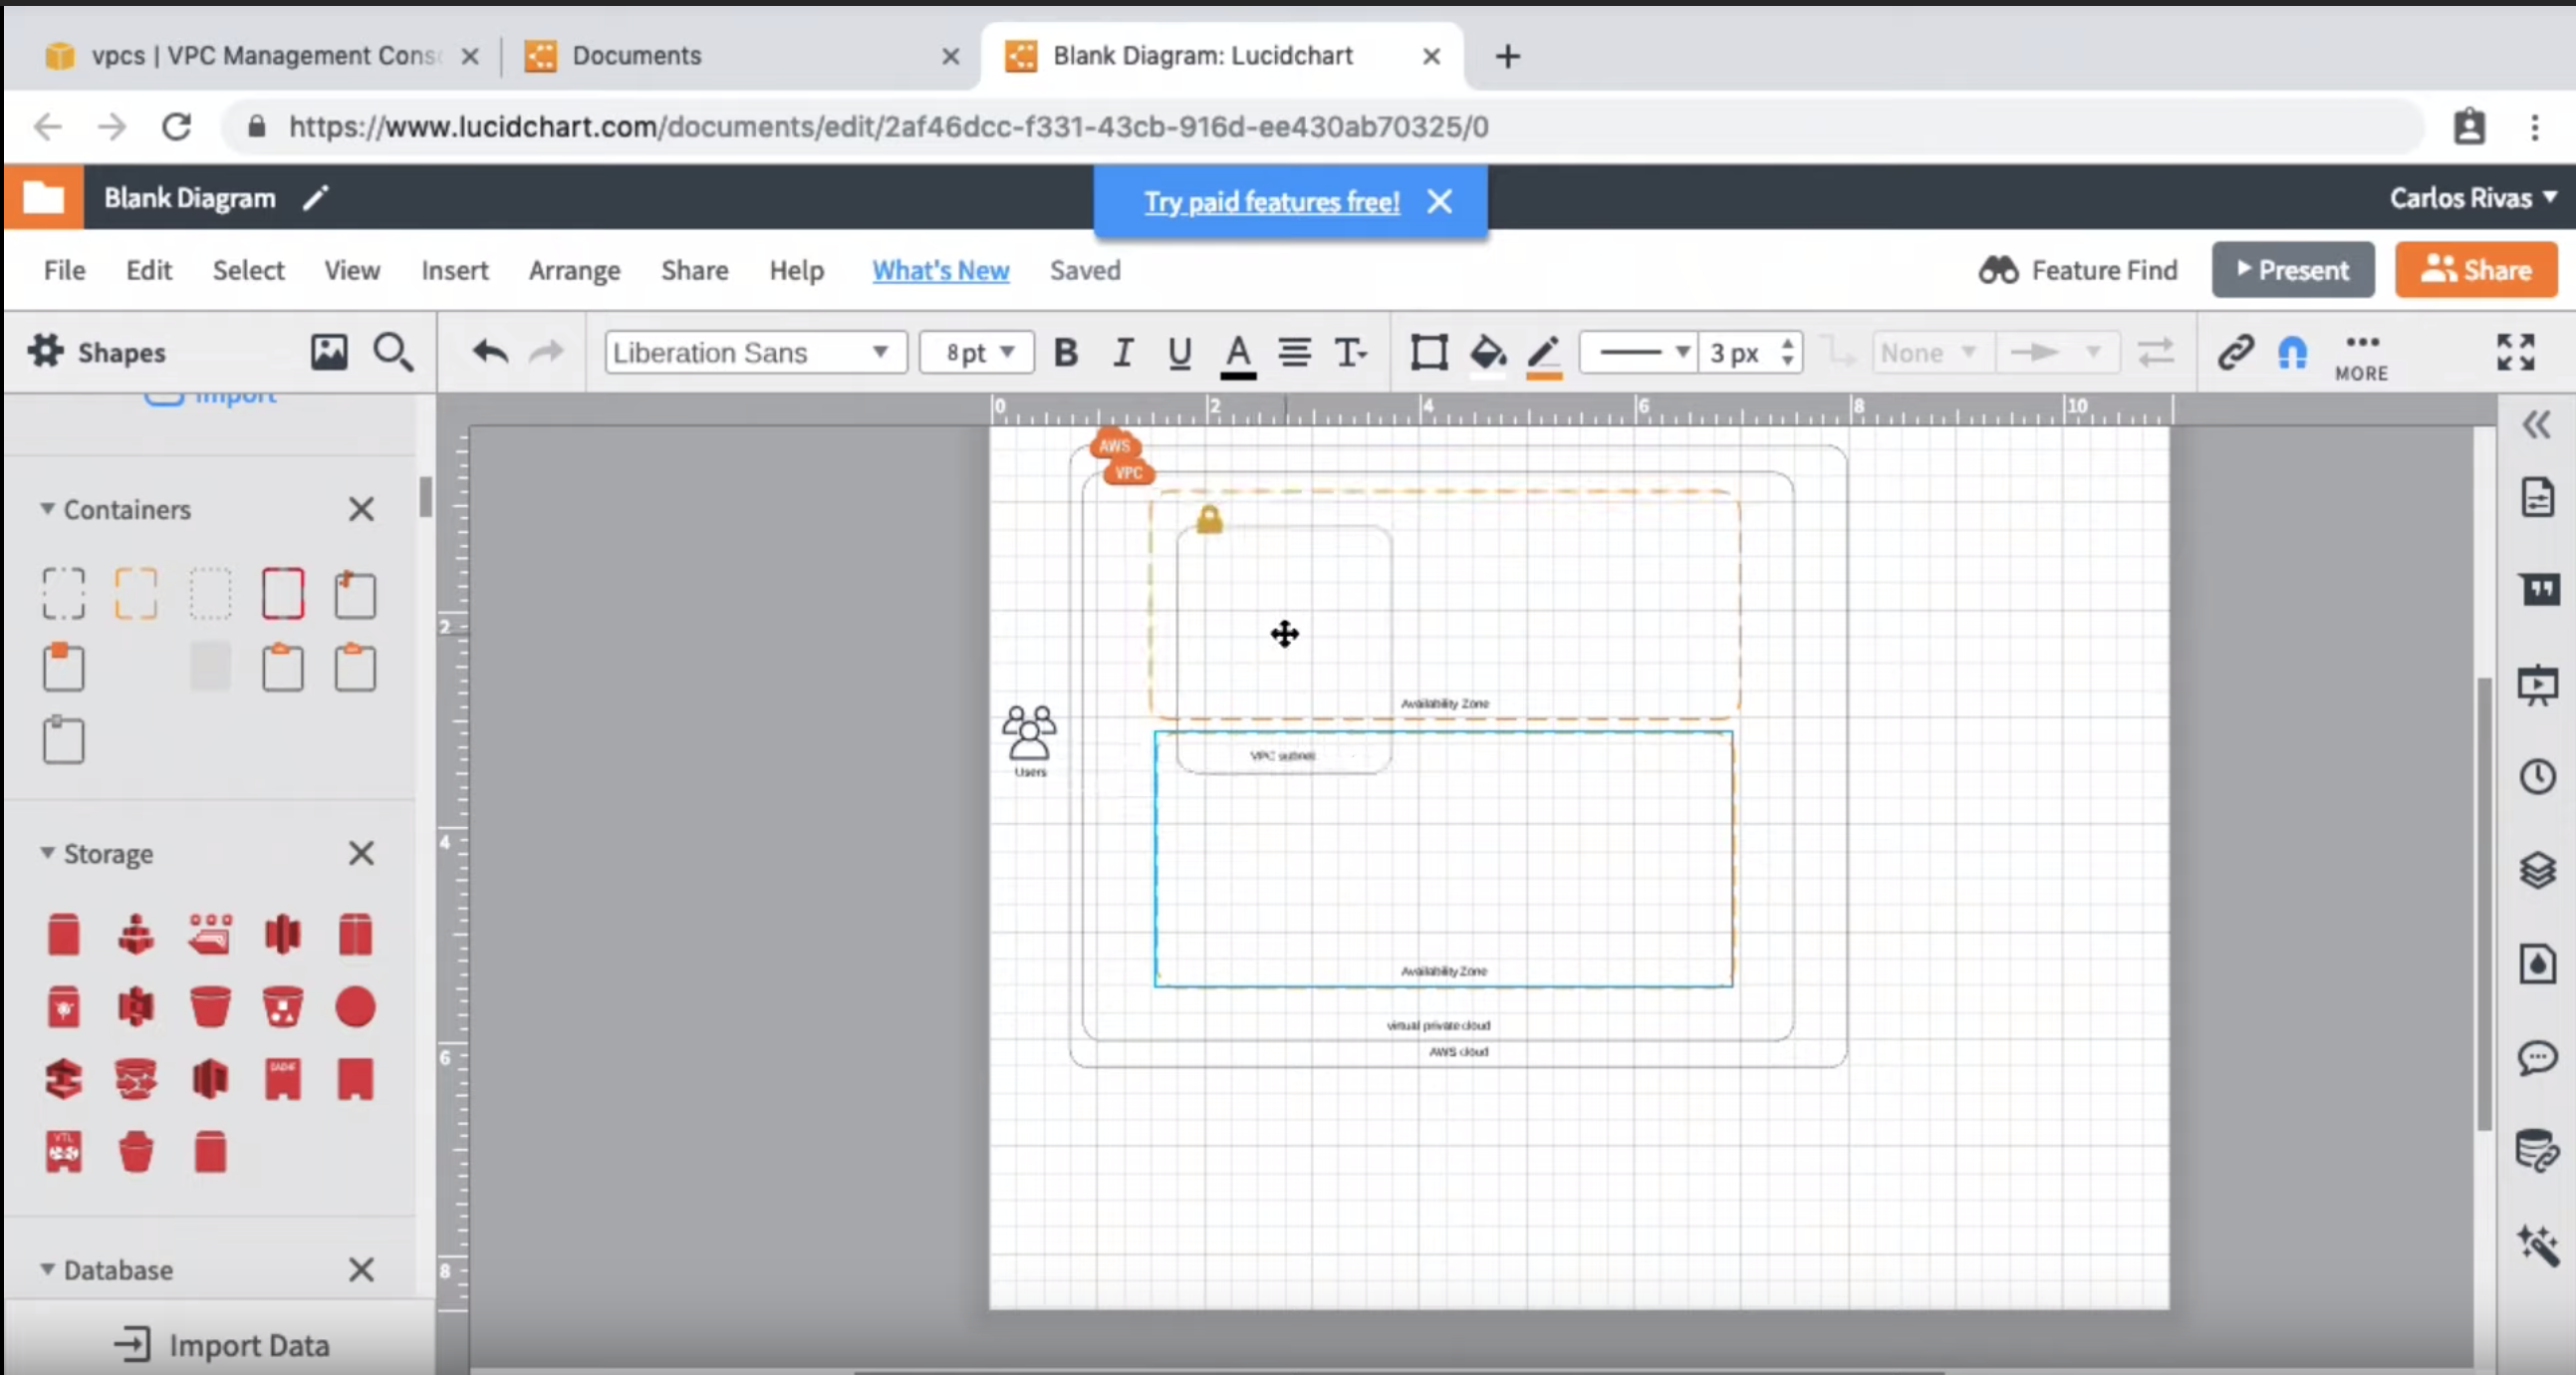 vpcs | VPC Management Cons
Documents
Blank Diagram: Lucidchart
https://www.lucidchart.com/documents/edit/2af46dcc-f331-43cb-916d-ee430ab70325/0
Blank Diagram
Try paid features free!
Carlos Rivas
File Edit Select View Insert Arrange Share Help What's New Saved
Feature Find
Present
Share
Shapes
Liberation Sans
8 pt
B I U A T
3 px
None
MORE
Import
0 2 4 6 8 10
AWS
VPC
Containers
2
Availability Zone
Users
VPC subnet
4
Storage
Availability Zone
virtual private cloud
AWS cloud
6
CACHE
VTL
8
Database
Import Data